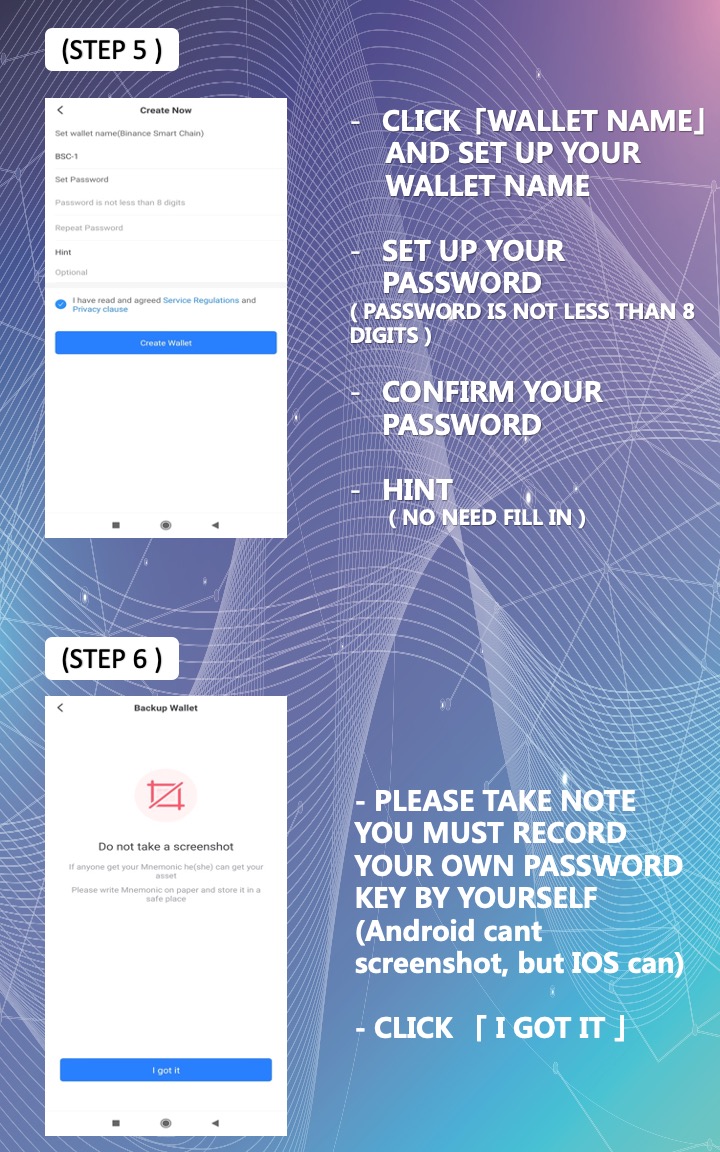 (STEP 5 )
Create Now
Set wallet name(Binance Smart Chain)
BSC-1
Set Password
Password is not less than 8 digits
Repeat Password
Hint
Optional
I have read and agreed Service Regulations and
Privacy clause
Create Wallet
- CLICK「WALLET NAME」
AND SET UP YOUR
WALLET NAME
- SET UP YOUR
PASSWORD
( PASSWORD IS NOT LESS THAN 8
DIGITS )
- CONFIRM YOUR
PASSWORD
- HINT
( NO NEED FILL IN )
(STEP 6 )
Backup Wallet
Do not take a screenshot
If anyone get your Mnemonic he(she) can get your
asset
Please write Mnemonic on paper and store it in a
safe place
I got it
- PLEASE TAKE NOTE
YOU MUST RECORD
YOUR OWN PASSWORD
KEY BY YOURSELF
(Android cant
screenshot, but IOS can)
- CLICK 「 I GOT IT 」